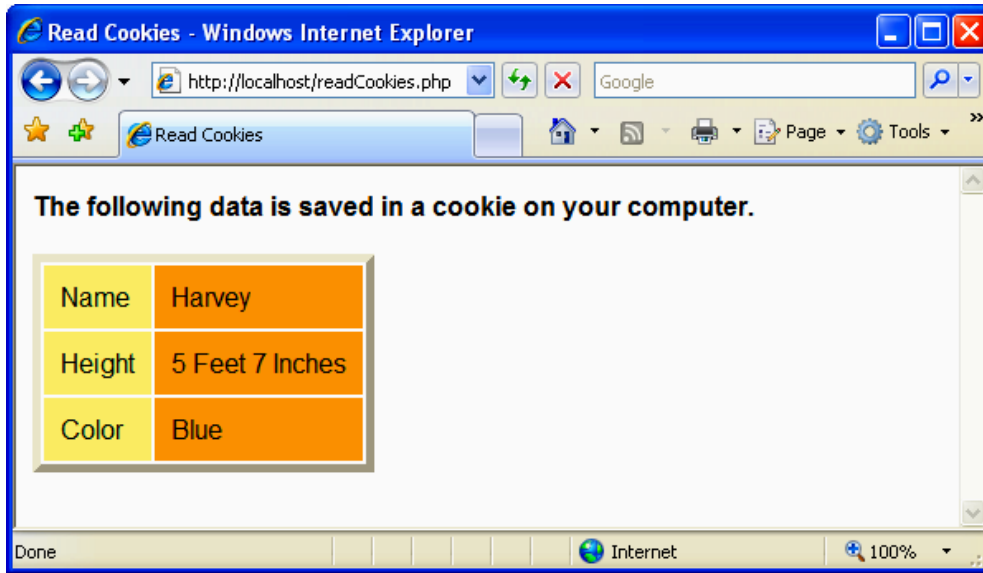 Read Cookies - Windows Internet Explorer
http://localhost/readCookies.php Google
Read Cookies Page Tools »
The following data is saved in a cookie on your computer.
Name Harvey
Height 5 Feet 7 Inches
Color Blue
Done Internet 100%